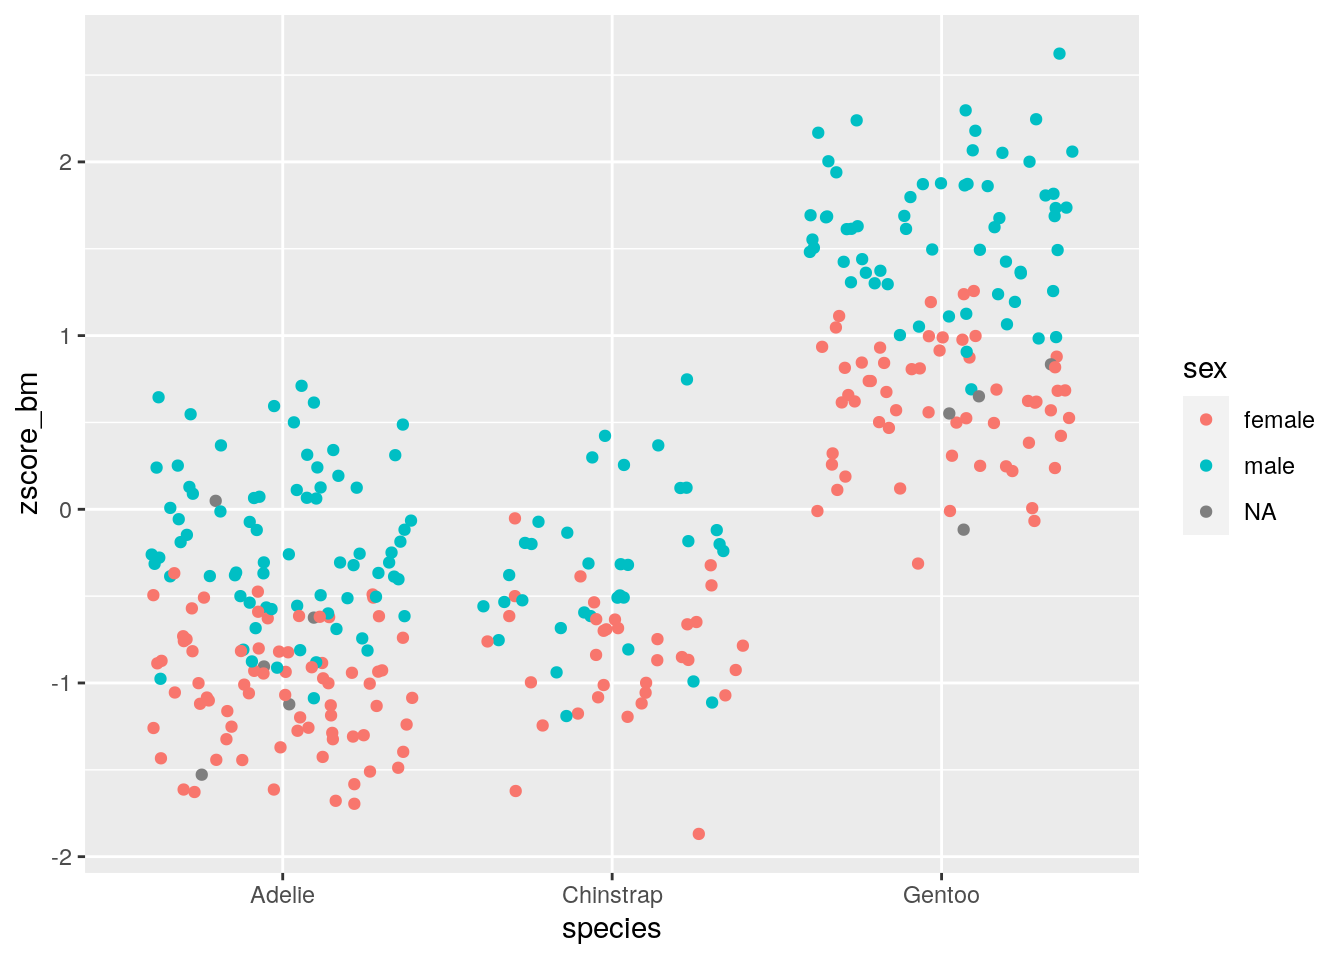 zscore_bm
2
1
0
-1
-2
Adelie
Chinstrap
Gentoo
species
sex
female
male
NA